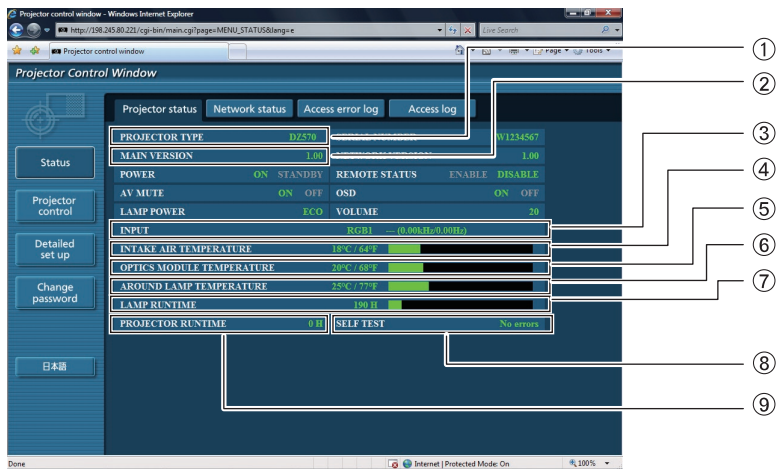 Projector control window - Windows Internet Explorer
http://198.245.80.221/cgi-bin/main.cgi?page=MENU_STATUS&lang=e
Live Search
Projector control window
Page Tools
Projector Control Window
Projector status Network status Access error log Access log
PROJECTOR TYPE DZ570 SERIAL NUMBER W1234567
MAIN VERSION 1.00 NETWORK VERSION 1.00
POWER ON STANDBY REMOTE STATUS ENABLE DISABLE
AV MUTE ON OFF OSD ON OFF
LAMP POWER ECO VOLUME 20
INPUT RGB1 --- (0.00kHz/0.00Hz)
INTAKE AIR TEMPERATURE 18°C / 64°F
OPTICS MODULE TEMPERATURE 20°C / 68°F
AROUND LAMP TEMPERATURE 25°C / 77°F
LAMP RUNTIME 190 H
PROJECTOR RUNTIME 0 H SELF TEST No errors
Status
Projector
control
Detailed
set up
Change
password
日本語
Done
Internet | Protected Mode: On
100%
①
②
③
④
⑤
⑥
⑦
⑧
⑨